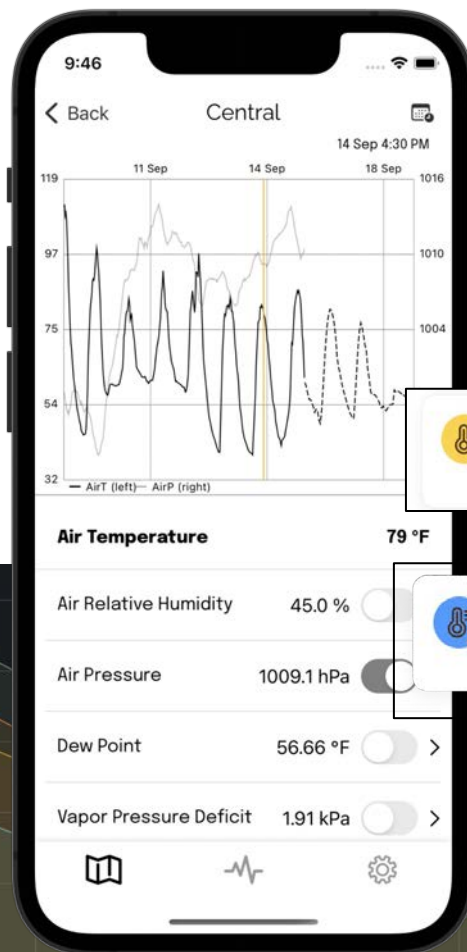 9:46
Back
Central
14 Sep 4:30 PM
11 Sep 14 Sep 18 Sep
119 1016
97 1010
75 1004
54
32
AirT (left) AirP (right)
Air Temperature 79 °F
Air Relative Humidity 45.0 %
Air Pressure 1009.1 hPa
Dew Point 56.66 °F
Vapor Pressure Deficit 1.91 kPa